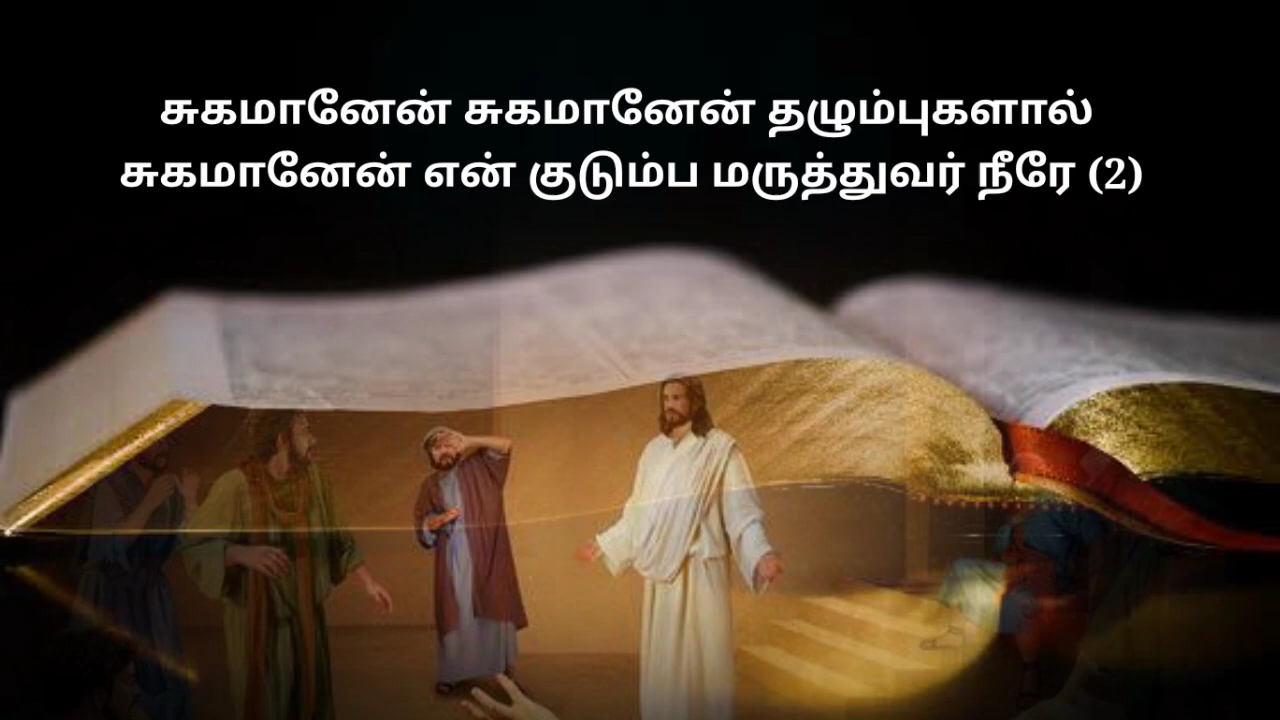 சுகமானேன் சுகமானேன் தழும்புகளால்
சுகமானேன் என் குடும்ப மருத்துவர் நீரே (2)